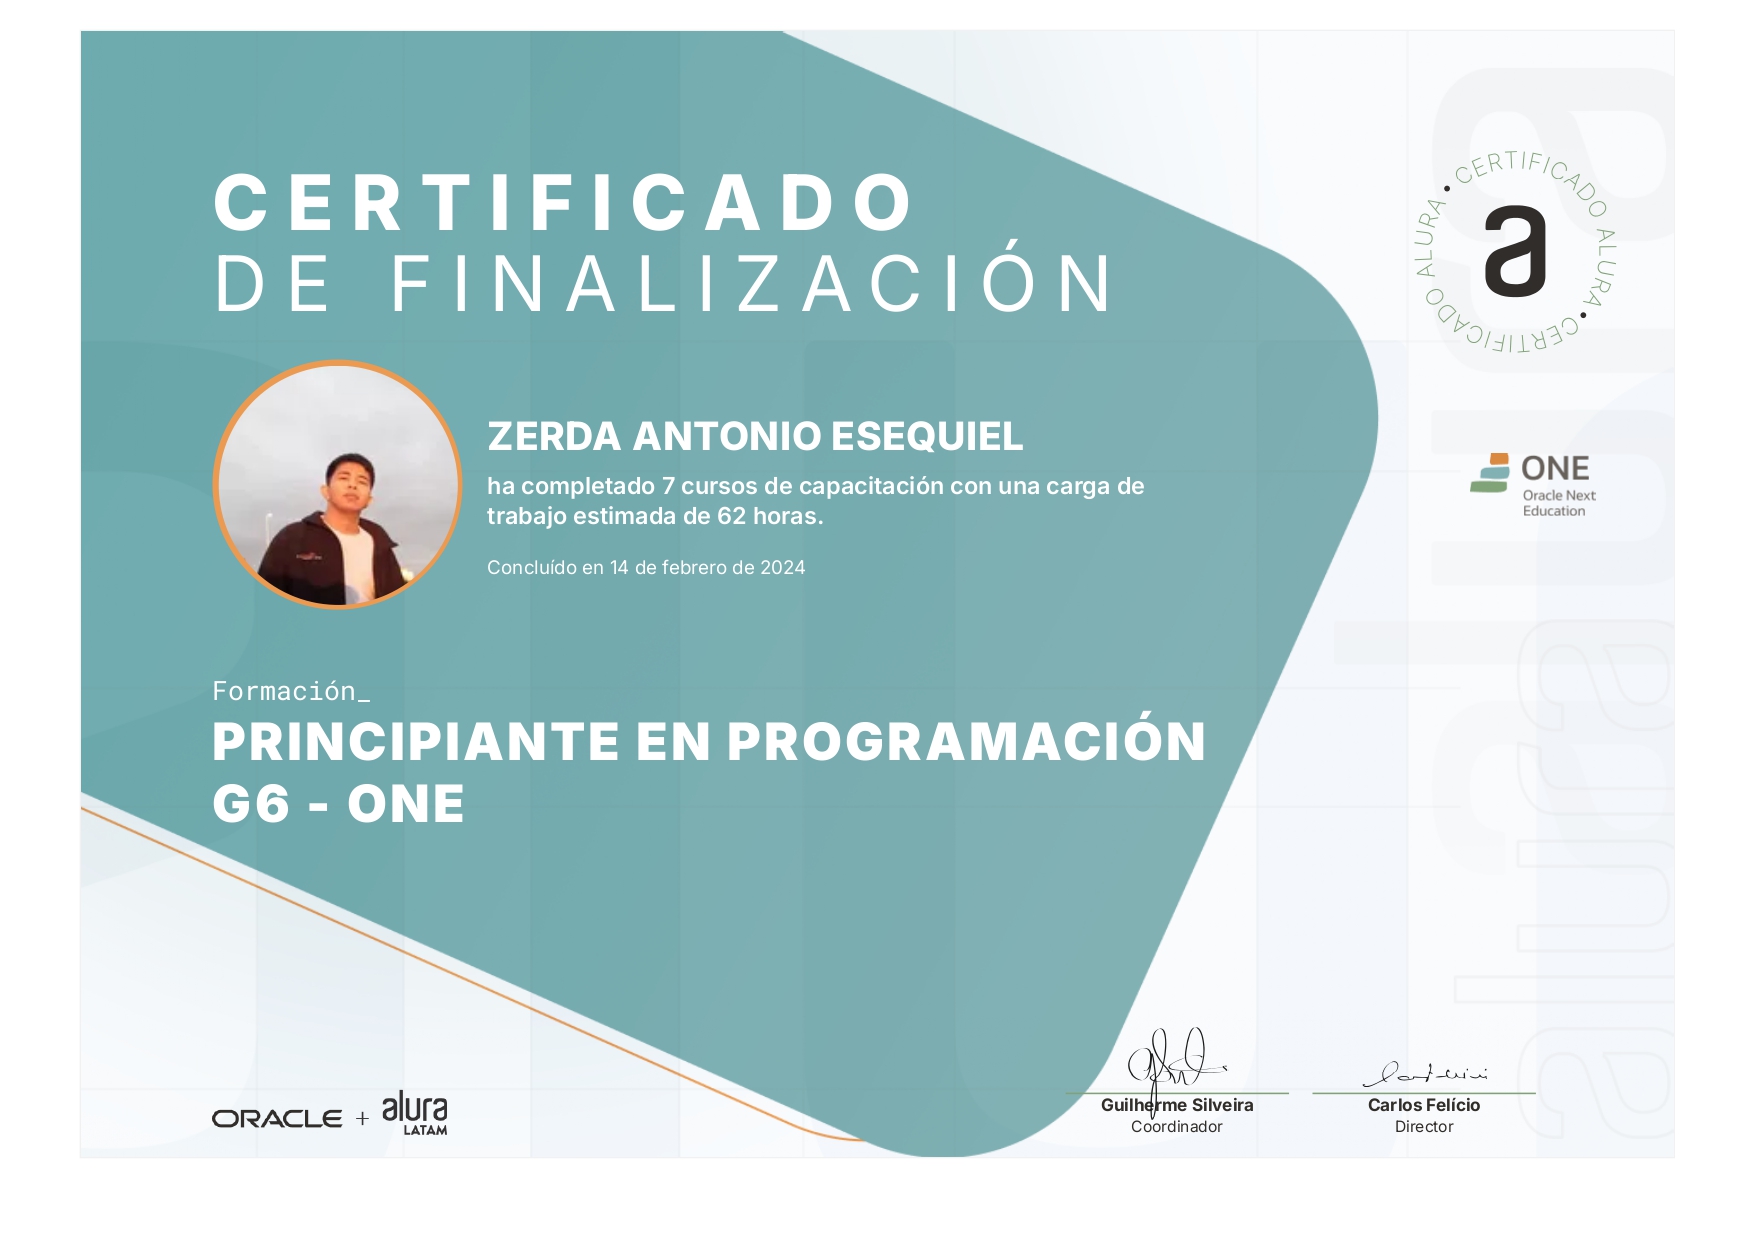 CERTIFICADO
DE FINALIZACIÓN
• CERTIFICADO ALURA • CERTIFICADO ALURA
a
ZERDA ANTONIO ESEQUIEL
ha completado 7 cursos de capacitación con una carga de
trabajo estimada de 62 horas.
Concluído en 14 de febrero de 2024
ONE
Oracle Next
Education
Formación_
PRINCIPIANTE EN PROGRAMACIÓN
G6 - ONE
ORACLE + alura
LATAM
Guilherme Silveira
Coordinador
Carlos Felício
Director
alura
alura